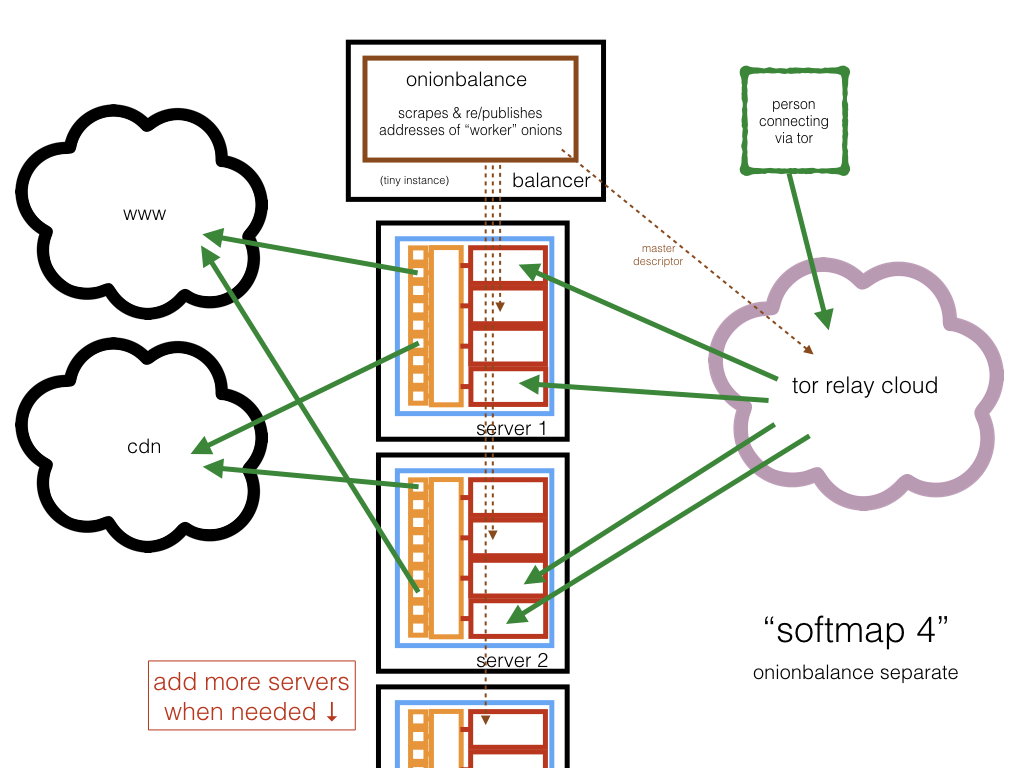 onionbalance
scrapes & re/publishes
addresses of “worker” onions
(tiny instance)
balancer
person
connecting
via tor
www
master
descriptor
tor relay cloud
cdn
server 1
server 2
“softmap 4”
onionbalance separate
add more servers
when needed ↓